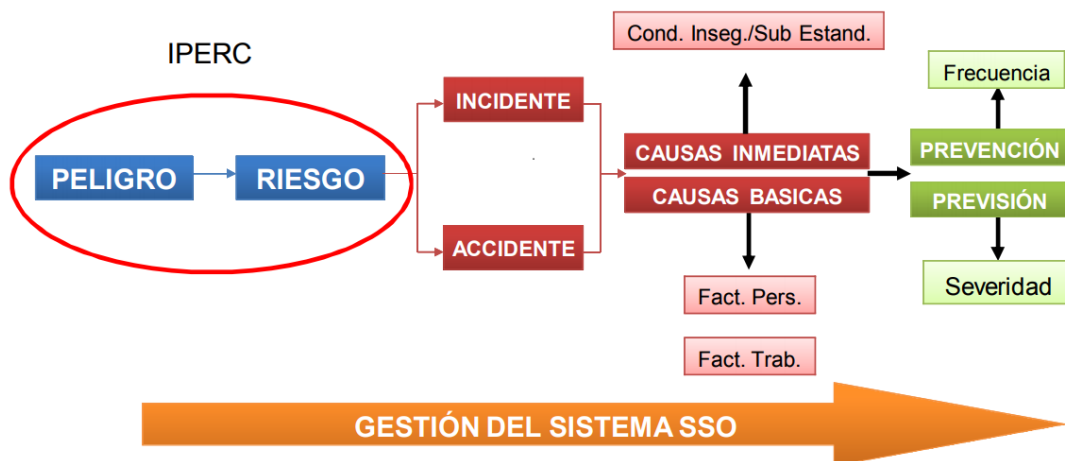 IPERC
PELIGRO
RIESGO
INCIDENTE
ACCIDENTE
Cond. Inseg./Sub Estand.
CAUSAS INMEDIATAS
CAUSAS BASICAS
Fact. Pers.
Fact. Trab.
Frecuencia
PREVENCIÓN
PREVISIÓN
Severidad
GESTIÓN DEL SISTEMA SSO